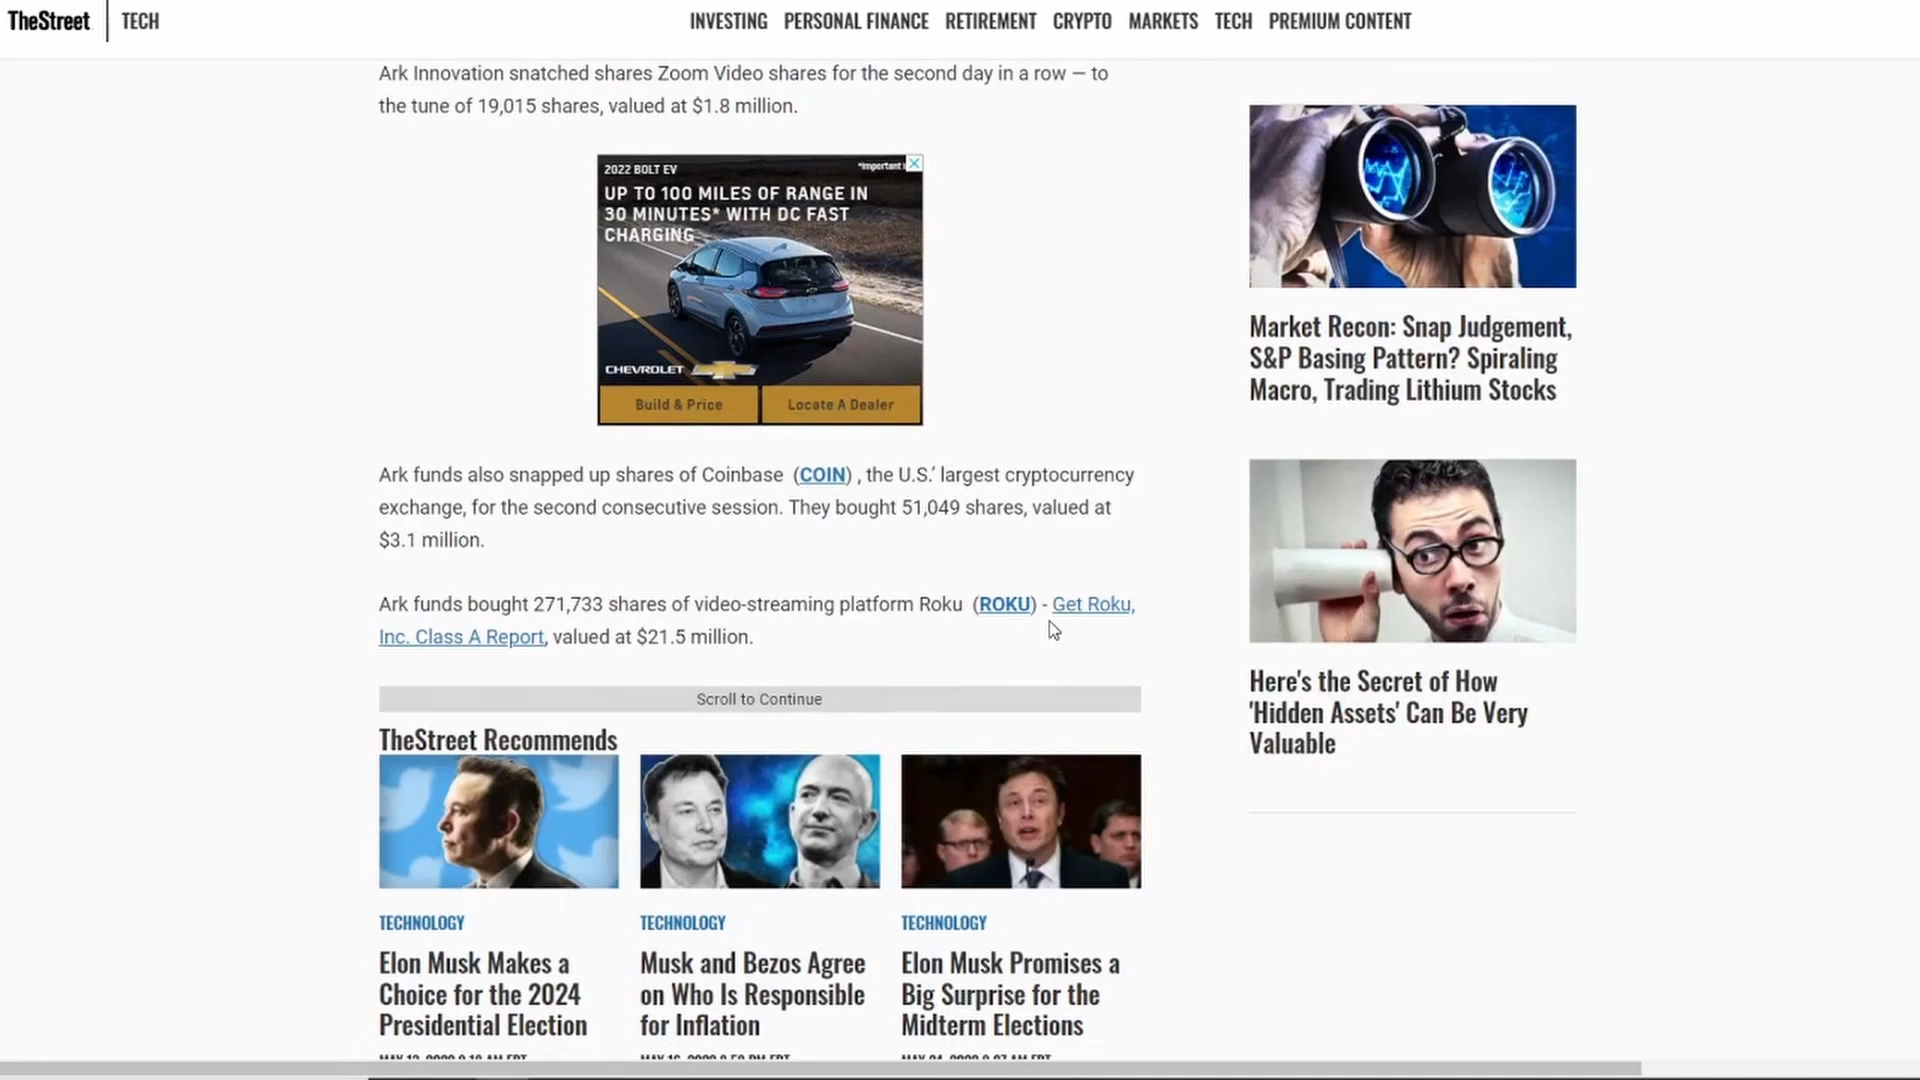 TheStreet TECH INVESTING PERSONAL FINANCE RETIREMENT CRYPTO MARKETS TECH PREMIUM CONTENT
Ark Innovation snatched shares Zoom Video shares for the second day in a row — to
the tune of 19,015 shares, valued at $1.8 million.
2022 BOLT EV
*Important
UP TO 100 MILES OF RANGE IN
30 MINUTES* WITH DC FAST
CHARGING
CHEVROLET
Build & Price Locate A Dealer
Ark funds also snapped up shares of Coinbase (COIN) , the U.S.’ largest cryptocurrency
exchange, for the second consecutive session. They bought 51,049 shares, valued at
$3.1 million.
Ark funds bought 271,733 shares of video-streaming platform Roku (ROKU) - Get Roku,
Inc. Class A Report, valued at $21.5 million.
Scroll to Continue
TheStreet Recommends
TECHNOLOGY
Elon Musk Makes a
Choice for the 2024
Presidential Election
TECHNOLOGY
Musk and Bezos Agree
on Who Is Responsible
for Inflation
TECHNOLOGY
Elon Musk Promises a
Big Surprise for the
Midterm Elections
Market Recon: Snap Judgement,
S&P Basing Pattern? Spiraling
Macro, Trading Lithium Stocks
Here's the Secret of How
'Hidden Assets' Can Be Very
Valuable